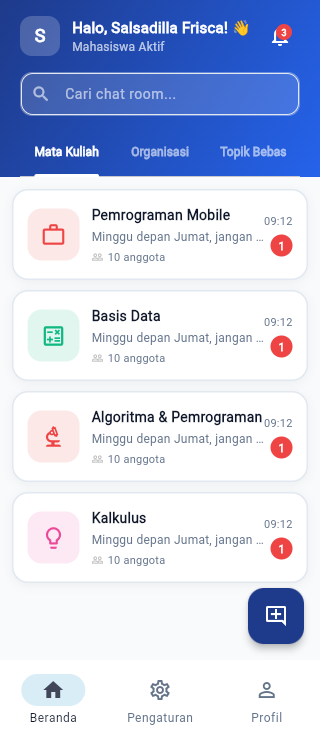 S
Halo, Salsadilla Frisca! 👋
Mahasiswa Aktif
3
Cari chat room...
Mata Kuliah
Organisasi
Topik Bebas
Pemrograman Mobile
09:12
Minggu depan Jumat, jangan ...
1
10 anggota
Basis Data
09:12
Minggu depan Jumat, jangan ...
1
10 anggota
Algoritma & Pemrograman
09:12
Minggu depan Jumat, jangan ...
1
10 anggota
Kalkulus
09:12
Minggu depan Jumat, jangan ...
1
10 anggota
Beranda
Pengaturan
Profil